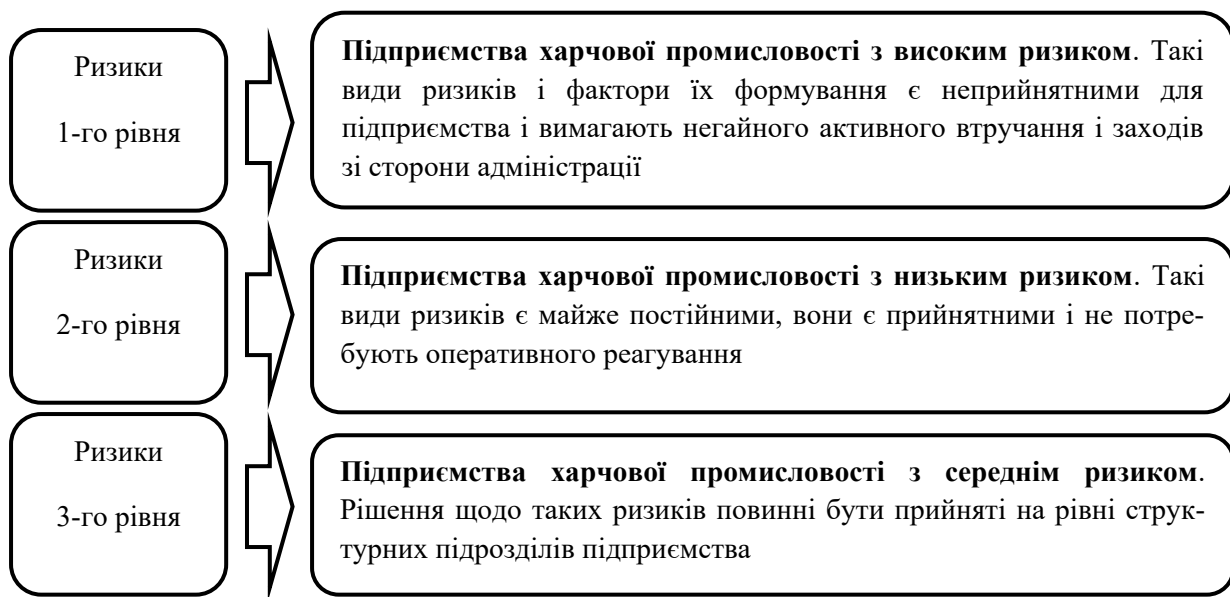 Ризики
1-го рівня
Підприємства харчової промисловості з високим ризиком. Такі
види ризиків і фактори їх формування є неприйнятними для
підприємства і вимагають негайного активного втручання і заходів
зі сторони адміністрації
Ризики
2-го рівня
Підприємства харчової промисловості з низьким ризиком. Такі
види ризиків є майже постійними, вони є прийнятними і не потре-
бують оперативного реагування
Ризики
3-го рівня
Підприємства харчової промисловості з середнім ризиком.
Рішення щодо таких ризиків повинні бути прийняті на рівні струк-
турних підрозділів підприємства